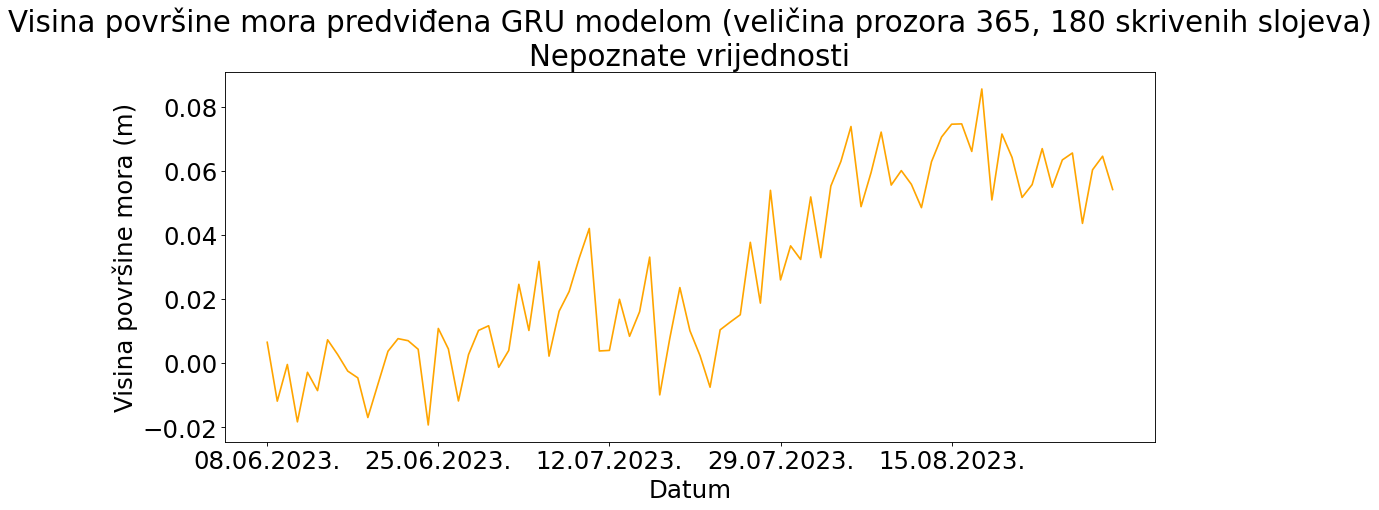 Visina površine mora predviđena GRU modelom (veličina prozora 365, 180 skrivenih slojeva)
Nepoznate vrijednosti
Visina površine mora (m)
0.08
0.06
0.04
0.02
0.00
−0.02
08.06.2023. 25.06.2023. 12.07.2023. 29.07.2023. 15.08.2023.
Datum